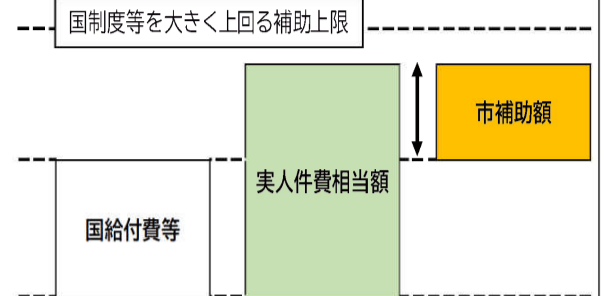 国制度等を大きく上回る補助上限
市補助額
実人件費相当額
国給付費等